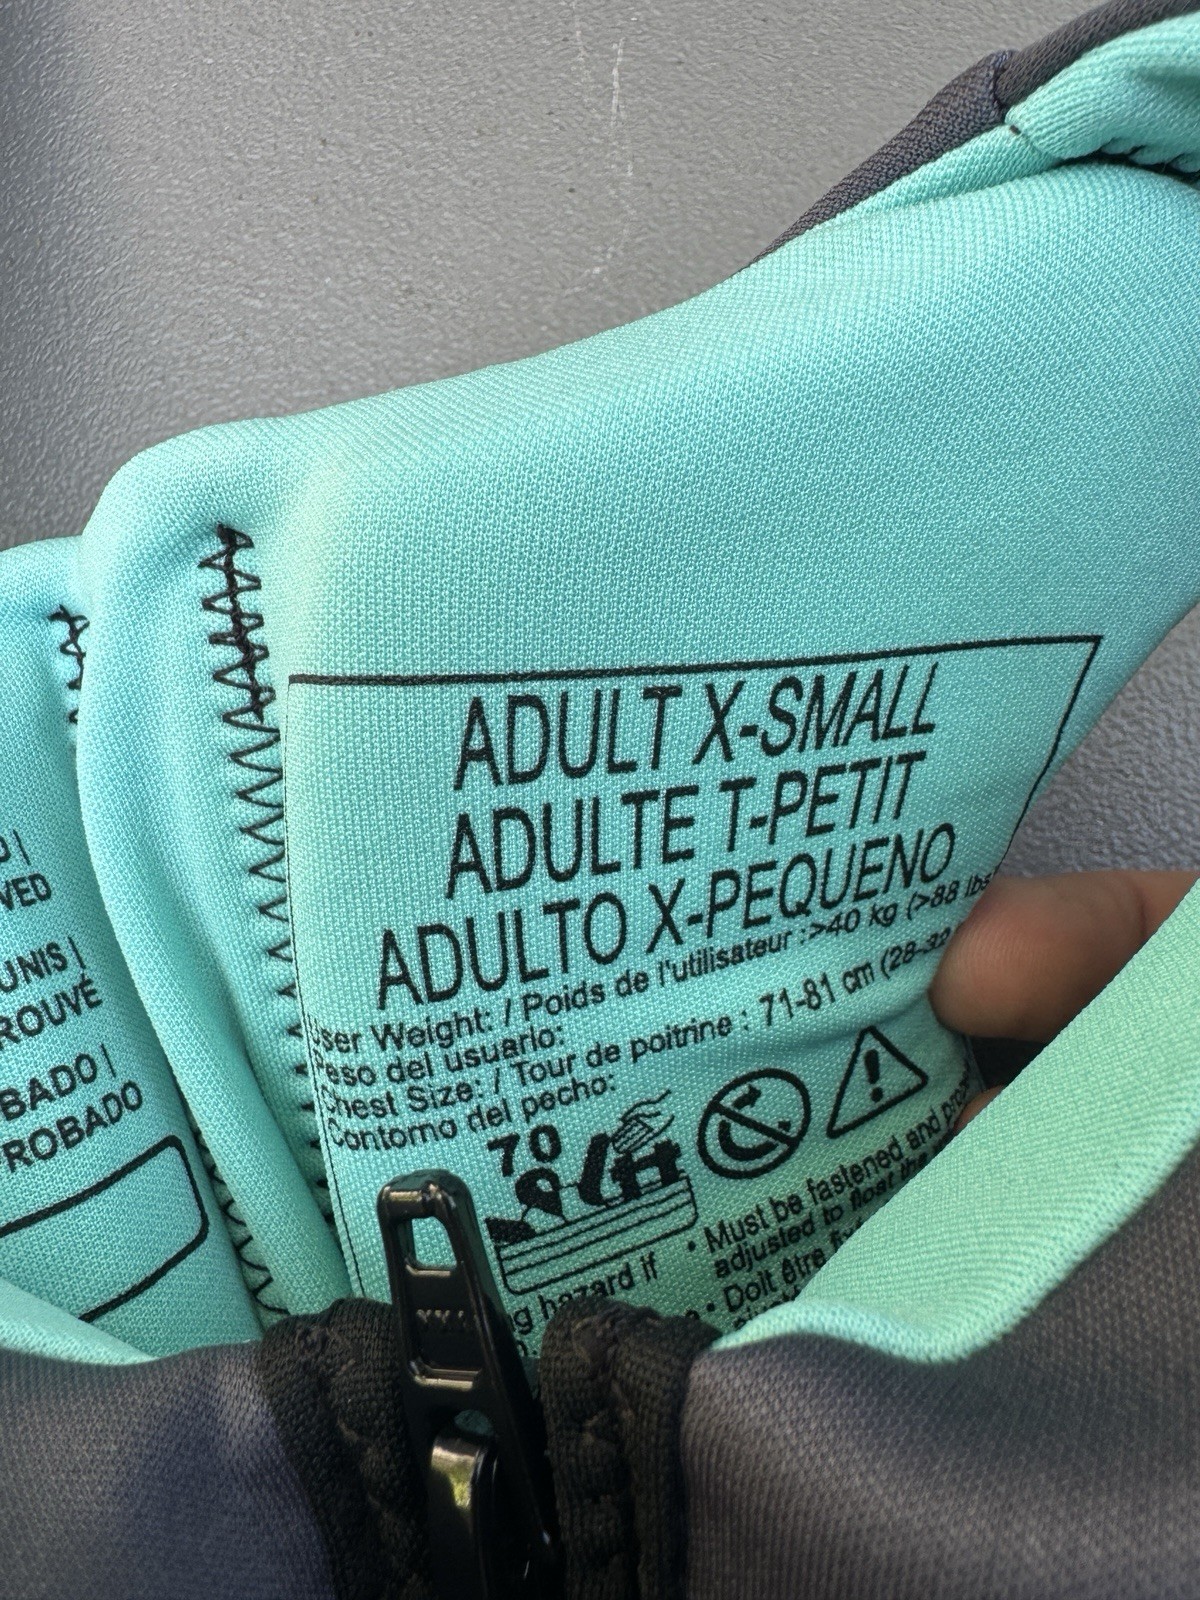 ADULT X-SMALL
ADULTE T-PETIT
ADULTO X-PEQUENO
User Weight: / Poids de l'utilisateur :>40 kg (>88 lbs
Peso del usuarlo:
Chest Size: / Tour de poitrine : 71-81 cm (28-32
Contorno del pecho:
70
• Must be fastened and
adjusted to float the
• Doit être
hazard if
VED
UNIS |
ROUVÉ
BADO |
ROBADO